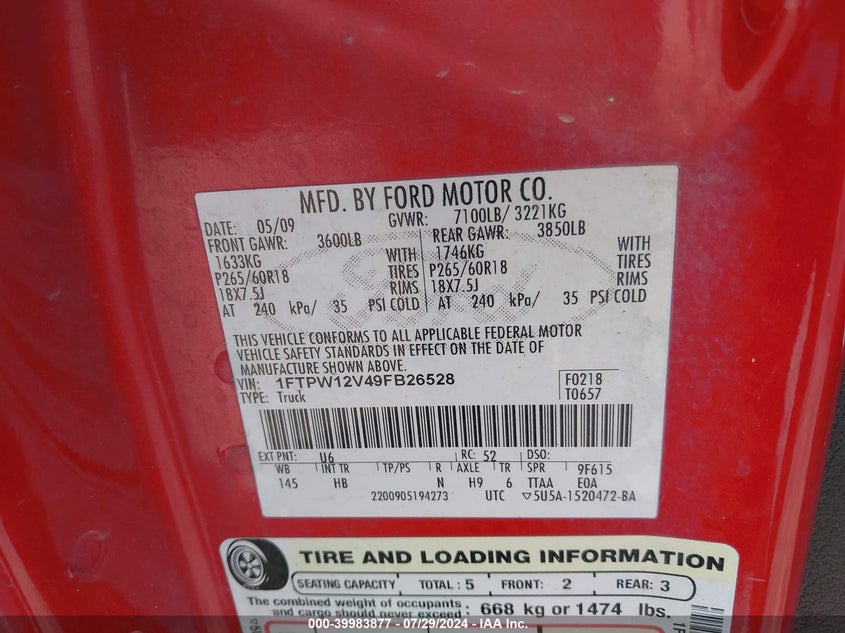 MFD. BY FORD MOTOR CO.
DATE: 05/09 GVWR: 7100LB/ 3221KG
FRONT GAWR: 3600LB REAR GAWR: 3850LB
1633KG WITH 1746KG WITH
P265/60R18 TIRES P265/60R18 TIRES
18X7.5J RIMS 18X7.5J RIMS
AT 240 kPa/ 35 PSI COLD AT 240 kPa/ 35 PSI COLD
THIS VEHICLE CONFORMS TO ALL APPLICABLE FEDERAL MOTOR
VEHICLE SAFETY STANDARDS IN EFFECT ON THE DATE OF
MANUFACTURE SHOWN ABOVE.
VIN: 1FTPW12V49FB26528 F0218
TYPE: Truck T0657
EXT PNT: U6 RC: 52 DSO:
WB INT TR TP/PS R AXLE TR SPR 9F615
145 HB N H9 6 TTAA E0A
2200905194273 UTC ▽5U5A-1520472-BA
TIRE AND LOADING INFORMATION
SEATING CAPACITY TOTAL : 5 FRONT: 2 REAR: 3
The combined weight of occupants
and cargo should never exceed : 668 kg or 1474 lbs.
000-39983877 - 07/29/2024 - IAA Inc.